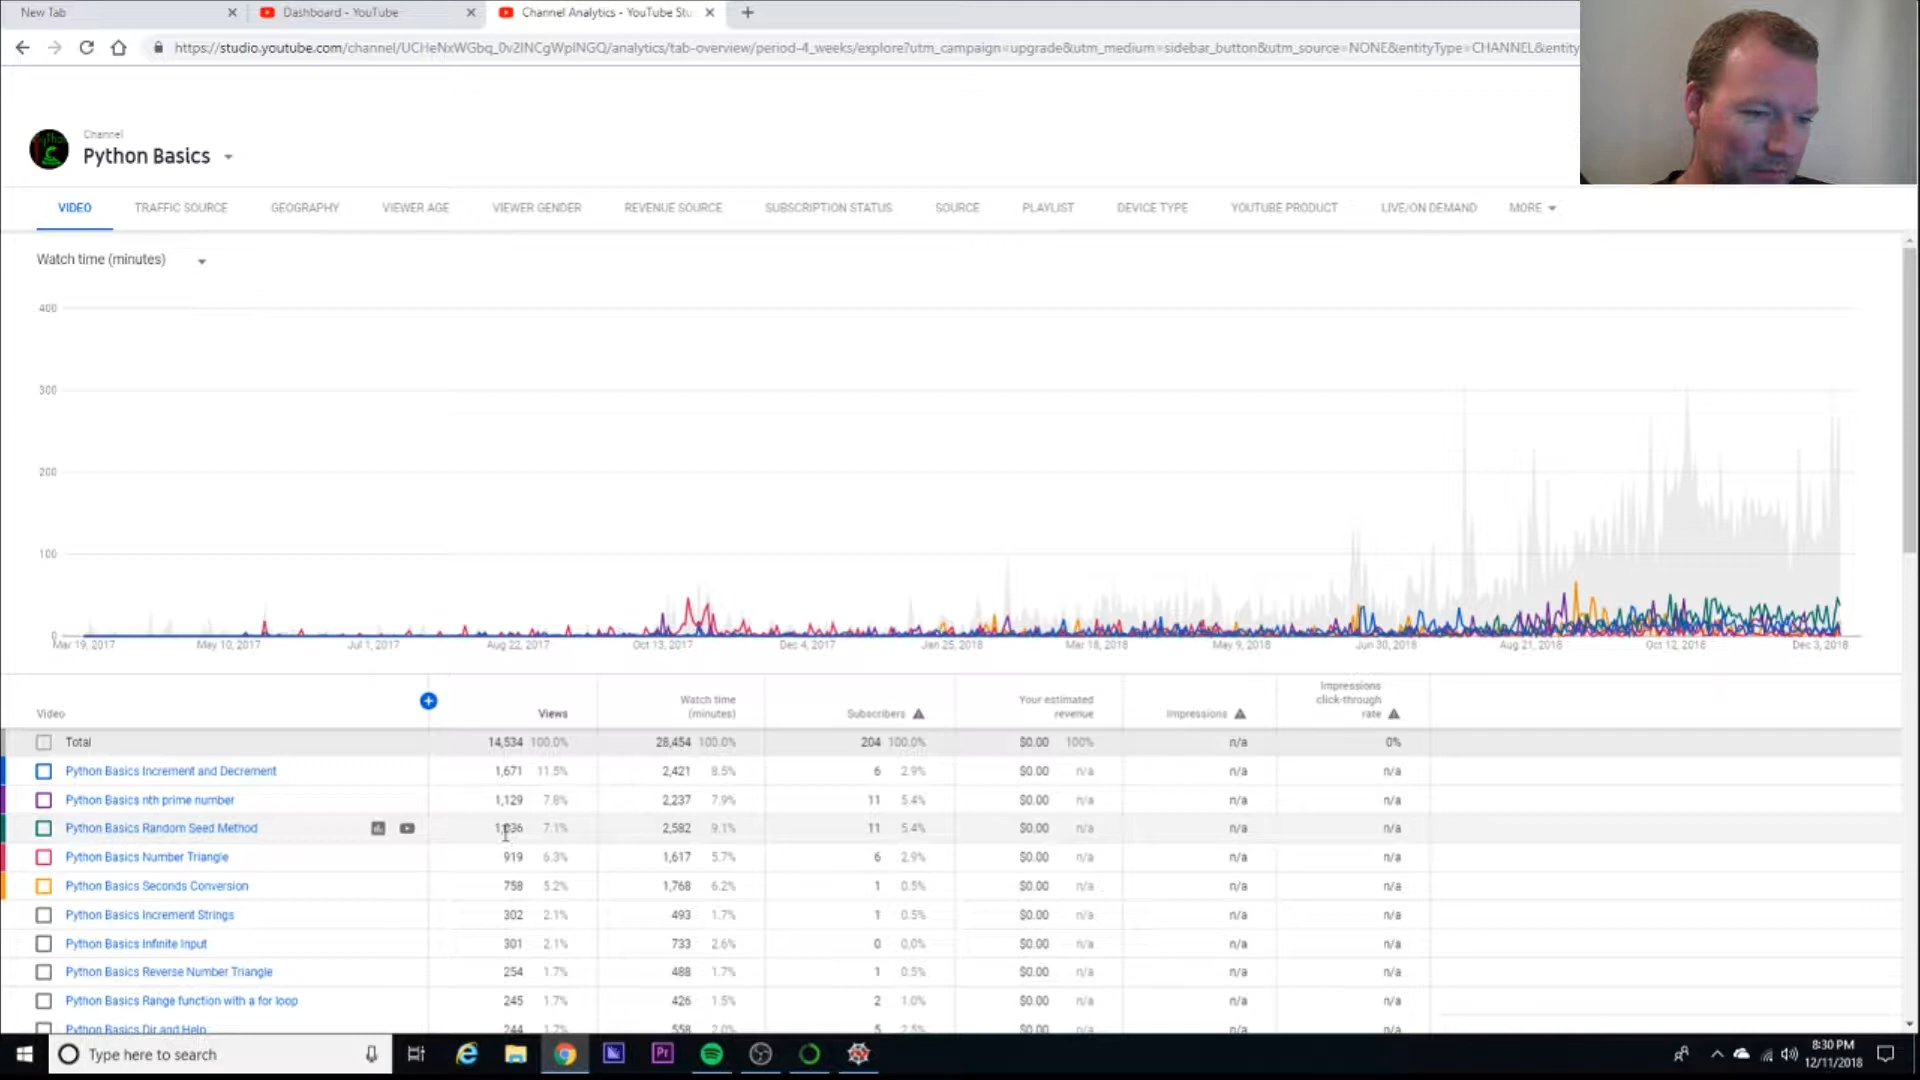 New Tab
Dashboard - YouTube
Channel Analytics - YouTube Stu
https://studio.youtube.com/channel/UCHeNxWGbq_0v2INCgWpINGQ/analytics/tab-overview/period-4_weeks/explore?utm_campaign=upgrade&utm_medium=sidebar_button&utm_source=NONE&entityType=CHANNEL&entity
Channel
Python Basics
VIDEO TRAFFIC SOURCE GEOGRAPHY VIEWER AGE VIEWER GENDER REVENUE SOURCE SUBSCRIPTION STATUS SOURCE PLAYLIST DEVICE TYPE YOUTUBE PRODUCT LIVE/ON DEMAND MORE
Watch time (minutes)
400
300
200
100
0
Mar 19, 2017 May 10, 2017 Jul 1, 2017 Aug 22, 2017 Oct 13, 2017 Dec 4, 2017 Jan 25, 2018 Mar 18, 2018 May 9, 2018 Jun 30, 2018 Aug 21, 2018 Oct 12, 2018 Dec 3, 2018
Video Views Watch time (minutes) Subscribers Your estimated revenue Impressions Impressions click-through rate
Total 14,534 100.0% 28,454 100.0% 204 100.0% $0.00 100% n/a 0%
Python Basics Increment and Decrement 1,671 11.5% 2,421 8.5% 6 2.9% $0.00 n/a n/a n/a
Python Basics nth prime number 1,129 7.8% 2,237 7.9% 11 5.4% $0.00 n/a n/a n/a
Python Basics Random Seed Method 7.1% 2,582 9.1% 11 5.4% $0.00 n/a n/a n/a
Python Basics Number Triangle 919 6.3% 1,617 5.7% 6 2.9% $0.00 n/a n/a n/a
Python Basics Seconds Conversion 758 5.2% 1,768 6.2% 1 0.5% $0.00 n/a n/a n/a
Python Basics Increment Strings 302 2.1% 493 1.7% 1 0.5% $0.00 n/a n/a n/a
Python Basics Infinite Input 301 2.1% 733 2.6% 0 0.0% $0.00 n/a n/a n/a
Python Basics Reverse Number Triangle 254 1.7% 488 1.7% 1 0.5% $0.00 n/a n/a n/a
Python Basics Range function with a for loop 245 1.7% 426 1.5% 2 1.0% $0.00 n/a n/a n/a
Python Basics Dir and Help 244 1.7% 558 2.0% 5 2.5% $0.00 n/a n/a n/a
Type here to search
Pr
8:30 PM
12/11/2018